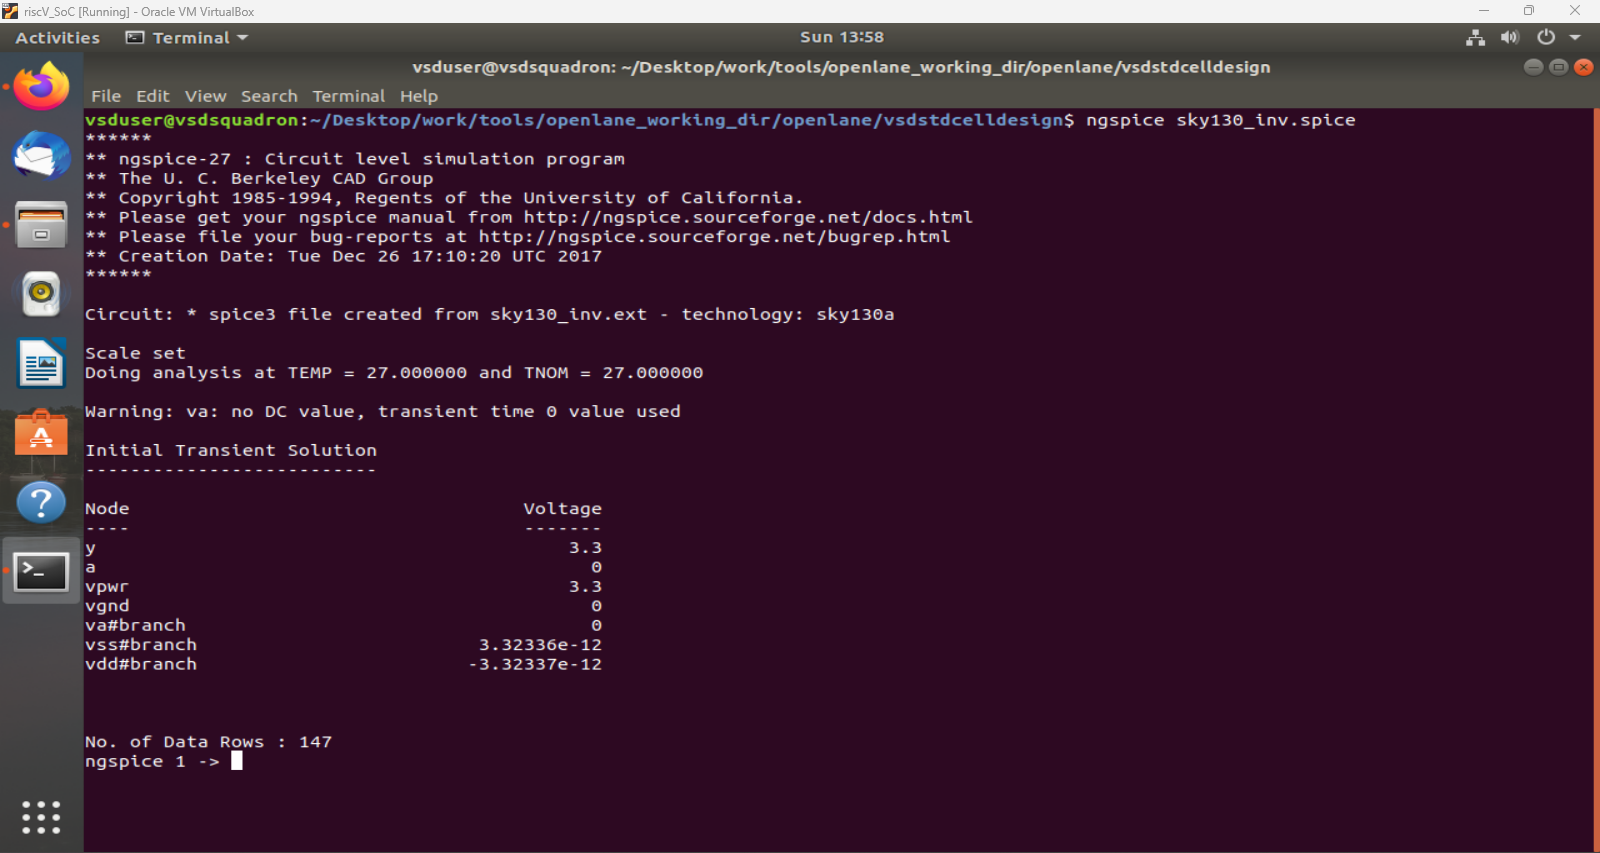 riscV_SoC [Running] - Oracle VM VirtualBox
Activities Terminal Sun 13:58
vsduser@vsdsquadron: ~/Desktop/work/tools/openlane_working_dir/openlane/vsdstdcelldesign
File Edit View Search Terminal Help
vsduser@vsdsquadron:~/Desktop/work/tools/openlane_working_dir/openlane/vsdstdcelldesign$ ngspice sky130_inv.spice
******
** ngspice-27 : Circuit level simulation program
** The U. C. Berkeley CAD Group
** Copyright 1985-1994, Regents of the University of California.
** Please get your ngspice manual from http://ngspice.sourceforge.net/docs.html
** Please file your bug-reports at http://ngspice.sourceforge.net/bugrep.html
** Creation Date: Tue Dec 26 17:10:20 UTC 2017
******
Circuit: * spice3 file created from sky130_inv.ext - technology: sky130a
Scale set
Doing analysis at TEMP = 27.000000 and TNOM = 27.000000
Warning: va: no DC value, transient time 0 value used
Initial Transient Solution
--------------------------
Node Voltage
---- -------
y 3.3
a 0
vpwr 3.3
vgnd 0
va#branch 0
vss#branch 3.32336e-12
vdd#branch -3.32337e-12
No. of Data Rows : 147
ngspice 1 ->